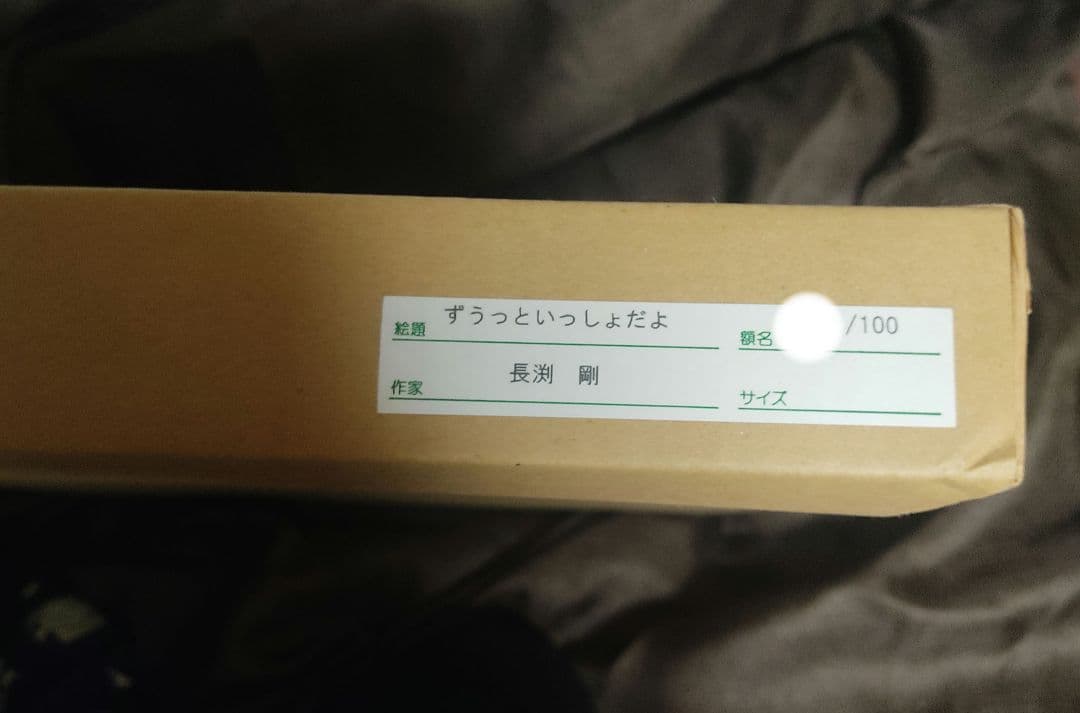 絵題 ずうっといっしょだよ
額名 /100
作家 長渕 剛
サイズ